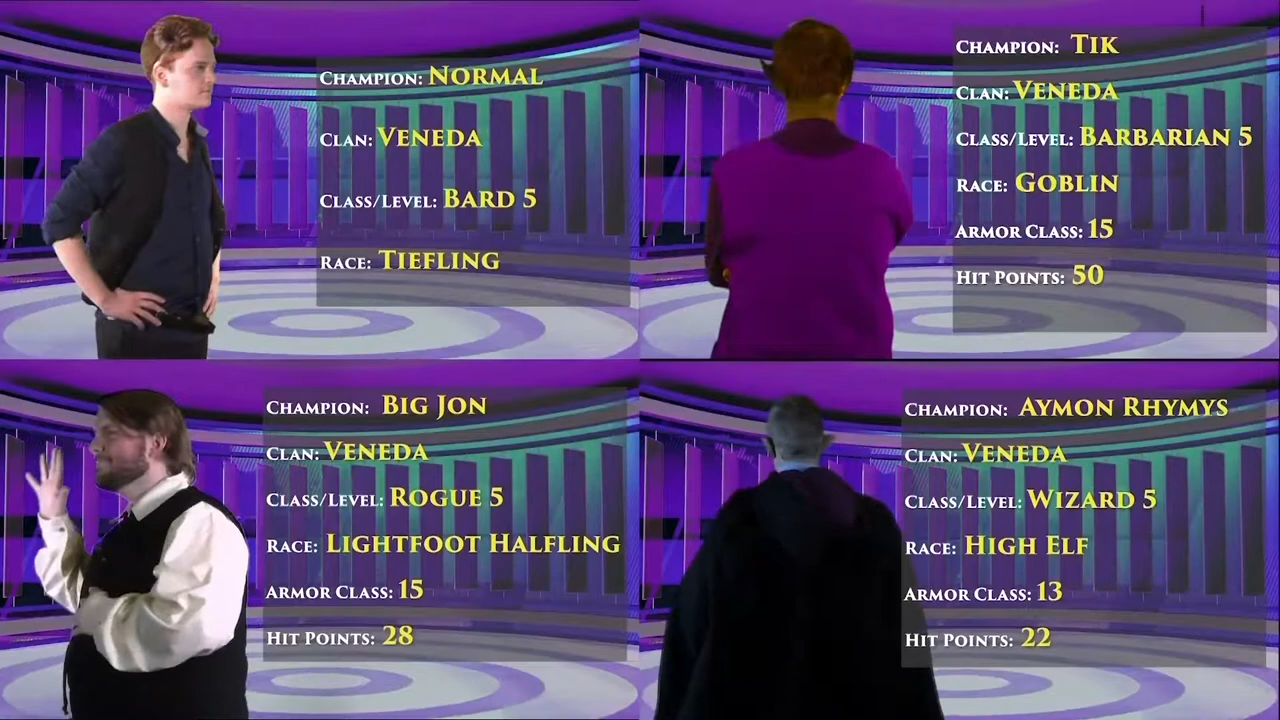 CHAMPION: NORMAL
CLAN: VENEDA
CLASS/LEVEL: BARD 5
RACE: TIEFLING
CHAMPION: TIK
CLAN: VENEDA
CLASS/LEVEL: BARBARIAN 5
RACE: GOBLIN
ARMOR CLASS: 15
HIT POINTS: 50
CHAMPION: BIG JON
CLAN: VENEDA
CLASS/LEVEL: ROGUE 5
RACE: LIGHTFOOT HALFLING
ARMOR CLASS: 15
HIT POINTS: 28
CHAMPION: AYMON RHYMYS
CLAN: VENEDA
CLASS/LEVEL: WIZARD 5
RACE: HIGH ELF
ARMOR CLASS: 13
HIT POINTS: 22